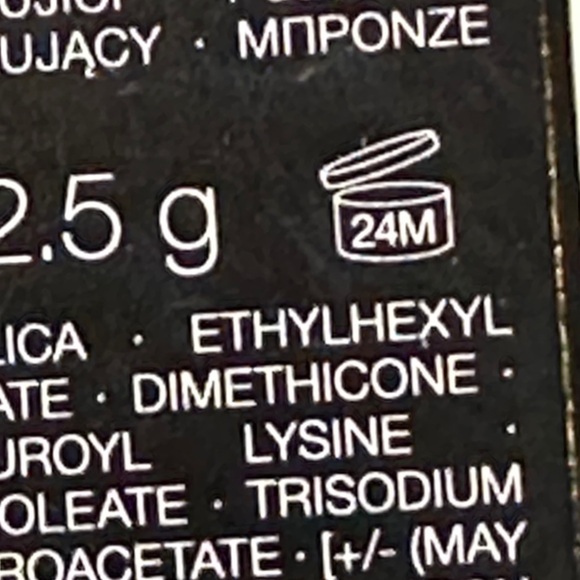 UJĄCY · ΜΠΡΟΝΖΕ
2.5 g
24M
LICA · ETHYLHEXYL
ATE · DIMETHICONE ·
UROYL LYSINE ·
OLEATE · TRISODIUM
ROACETATE · [+/- (MAY